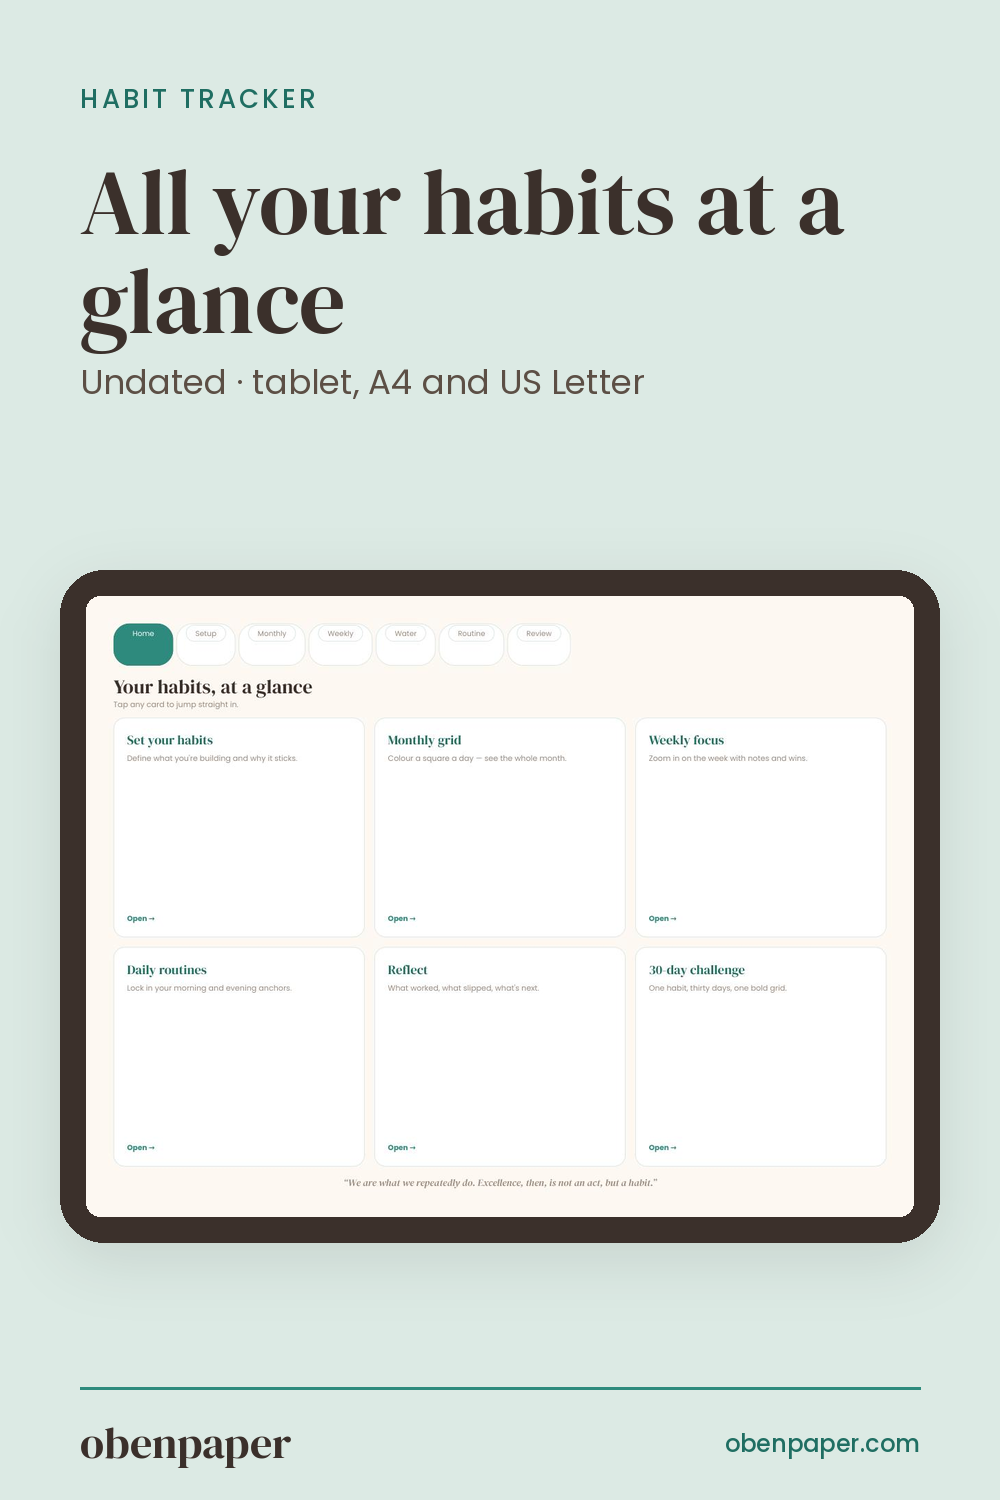 HABIT TRACKER
All your habits at a
glance
Undated · tablet, A4 and US Letter
Home Setup Monthly Weekly Water Routine Review
Your habits, at a glance
Tap any card to jump straight in.
Set your habits
Define what you're building and why it sticks.
Open →
Monthly grid
Colour a square a day — see the whole month.
Open →
Weekly focus
Zoom in on the week with notes and wins.
Open →
Daily routines
Lock in your morning and evening anchors.
Open →
Reflect
What worked, what slipped, what's next.
Open →
30-day challenge
One habit, thirty days, one bold grid.
Open →
“We are what we repeatedly do. Excellence, then, is not an act, but a habit.”
obenpaper
obenpaper.com